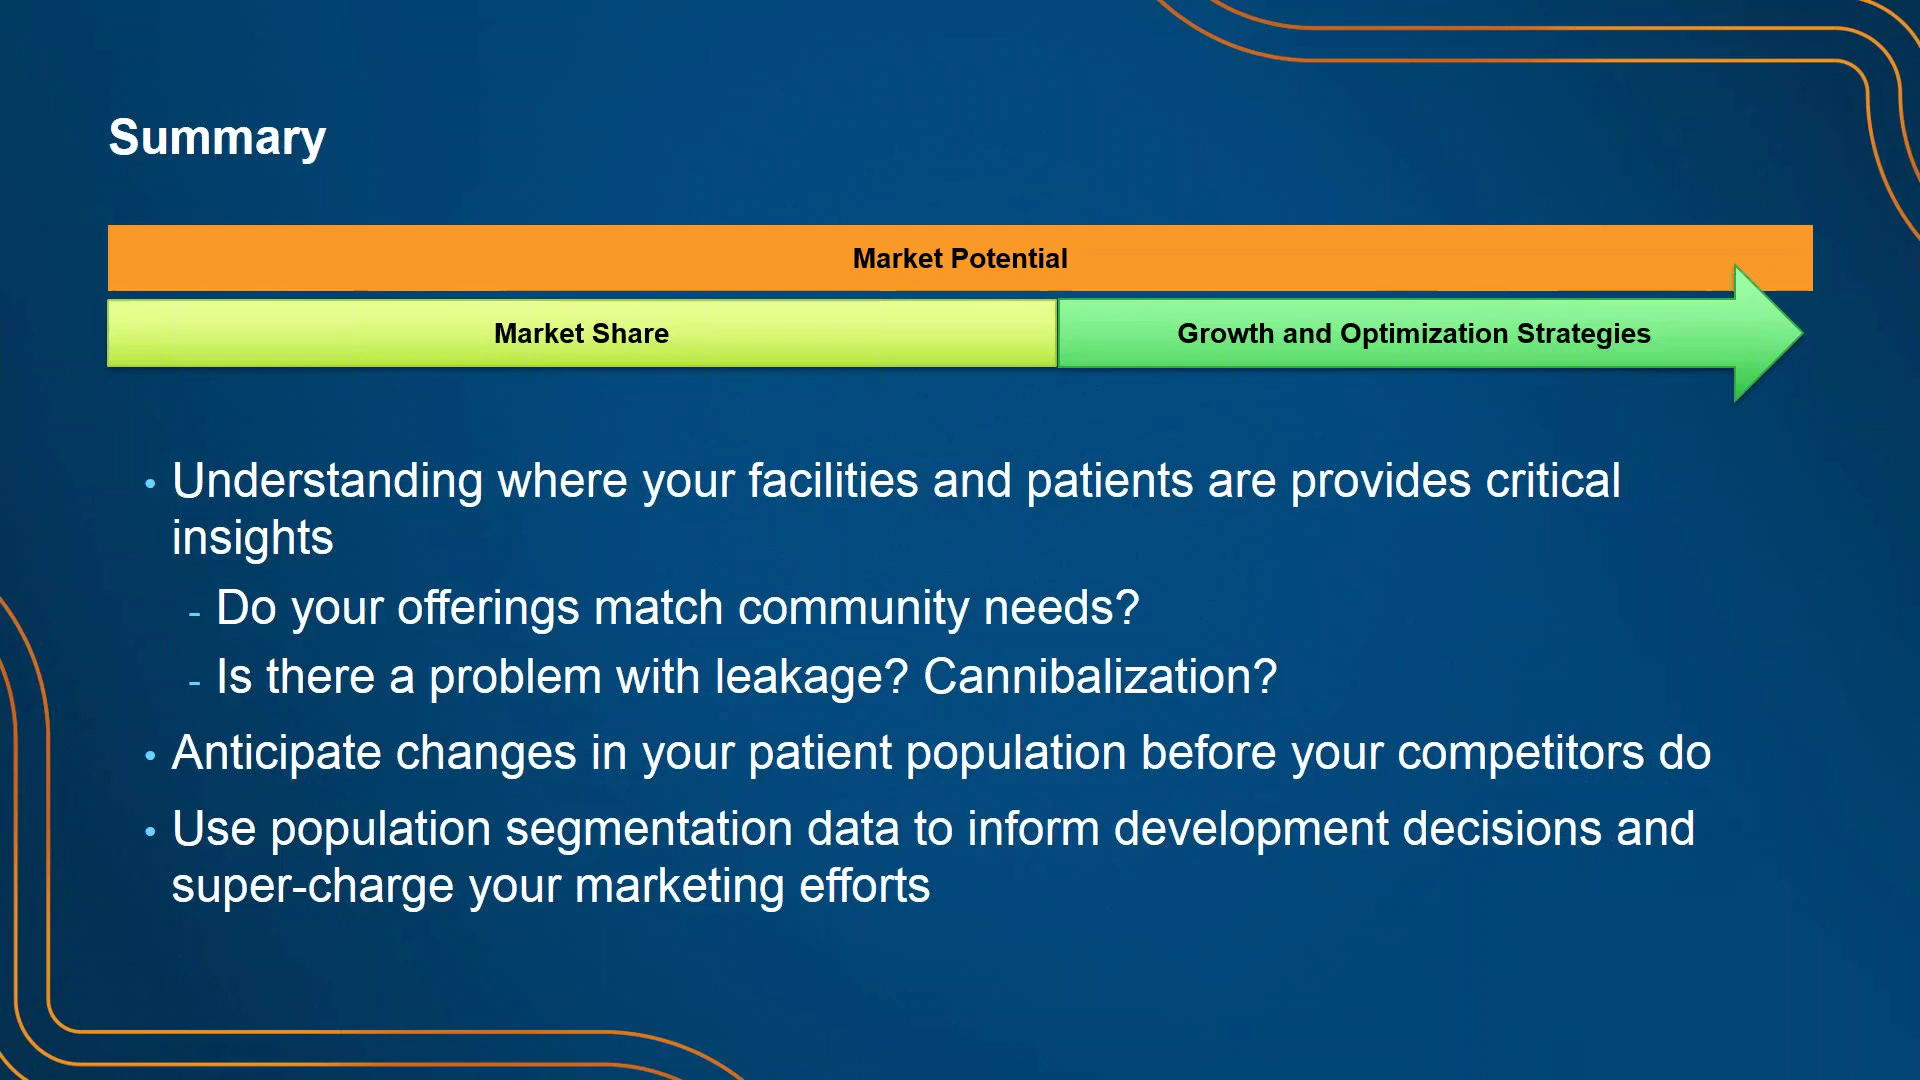 Summary
Market Potential
Market Share
Growth and Optimization Strategies
• Understanding where your facilities and patients are provides critical
insights
- Do your offerings match community needs?
- Is there a problem with leakage? Cannibalization?
• Anticipate changes in your patient population before your competitors do
• Use population segmentation data to inform development decisions and
super-charge your marketing efforts